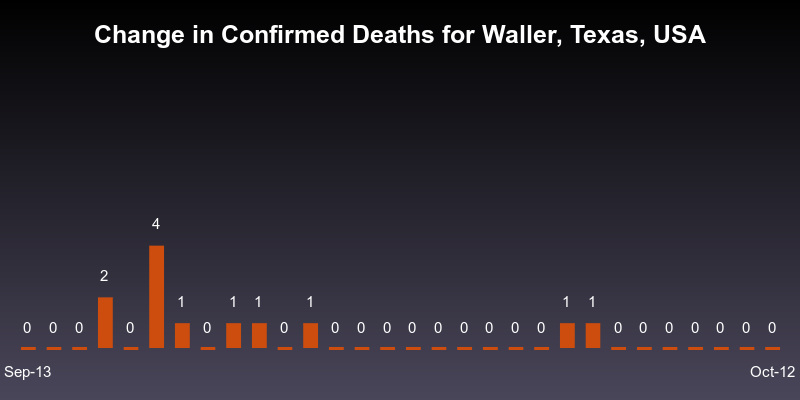 Change in Confirmed Deaths for Waller, Texas, USA
4
2
1 1 1 1 1 1
0 0 0 0 0 0 0 0 0 0 0 0 0 0 0 0 0 0 0 0 0 0
Sep-13 Oct-12